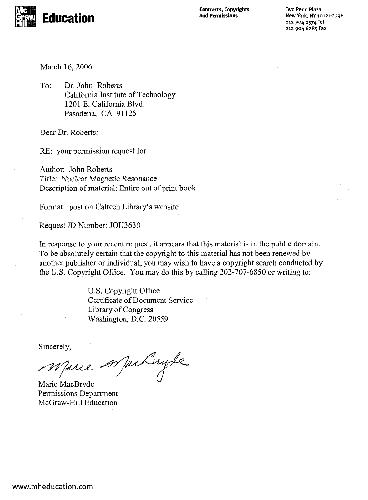 Mc
Graw
Hill
Education
Contracts, Copyrights
and Permissions
Two Penn Plaza
New York, NY
212 904 2574 Tel
212 904 6285 Fax
March 16, 2006
To: Dr. John Roberts
California Institute of Technology
1201 E. California Blvd.
Pasadena, CA 91125
Dear Dr. Roberts:
RE: your permission request for
Author: John Roberts
Title: Nuclear Magnetic Resonance
Description of material: Entire out of print book
Format: post on Caltech Library's website
Request ID Number: JOH3630
In response to your recent request, it appears that this material is in the public domain.
To be absolutely certain that the copyright to this material has not been renewed by
another publisher or individual, you may wish to have a copyright search conducted by
the U.S. Copyright Office. You may do this by calling 202-707-6850 or writing to:
U.S. Copyright Office
Certificate of Document Service
Library of Congress
Washington, D.C. 20559
Sincerely,
Marie MacBryde
Marie MacBryde
Permissions Department
McGraw-Hill Education
www.mheducation.com